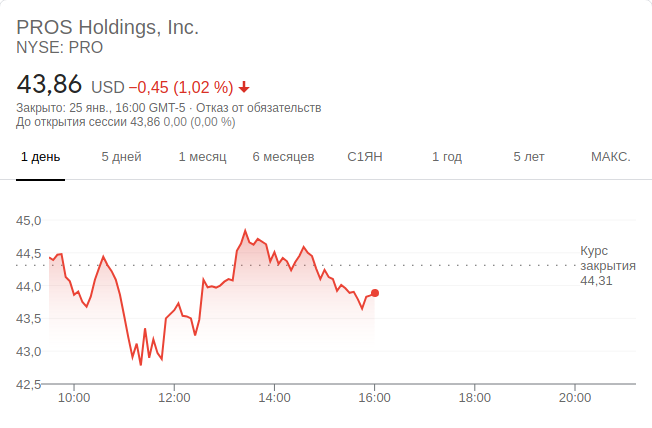 PROS Holdings, Inc.
NYSE: PRO
43,86 USD −0,45 (1,02 %)
Закрыто: 25 янв., 16:00 GMT-5 · Отказ от обязательств
До открытия сессии 43,86 0,00 (0,00 %)
1 день 5 дней 1 месяц 6 месяцев С1ЯН 1 год 5 лет МАКС.
45,0
44,5
44,0
43,5
43,0
42,5
Курс
закрытия
44,31
10:00 12:00 14:00 16:00 18:00 20:00